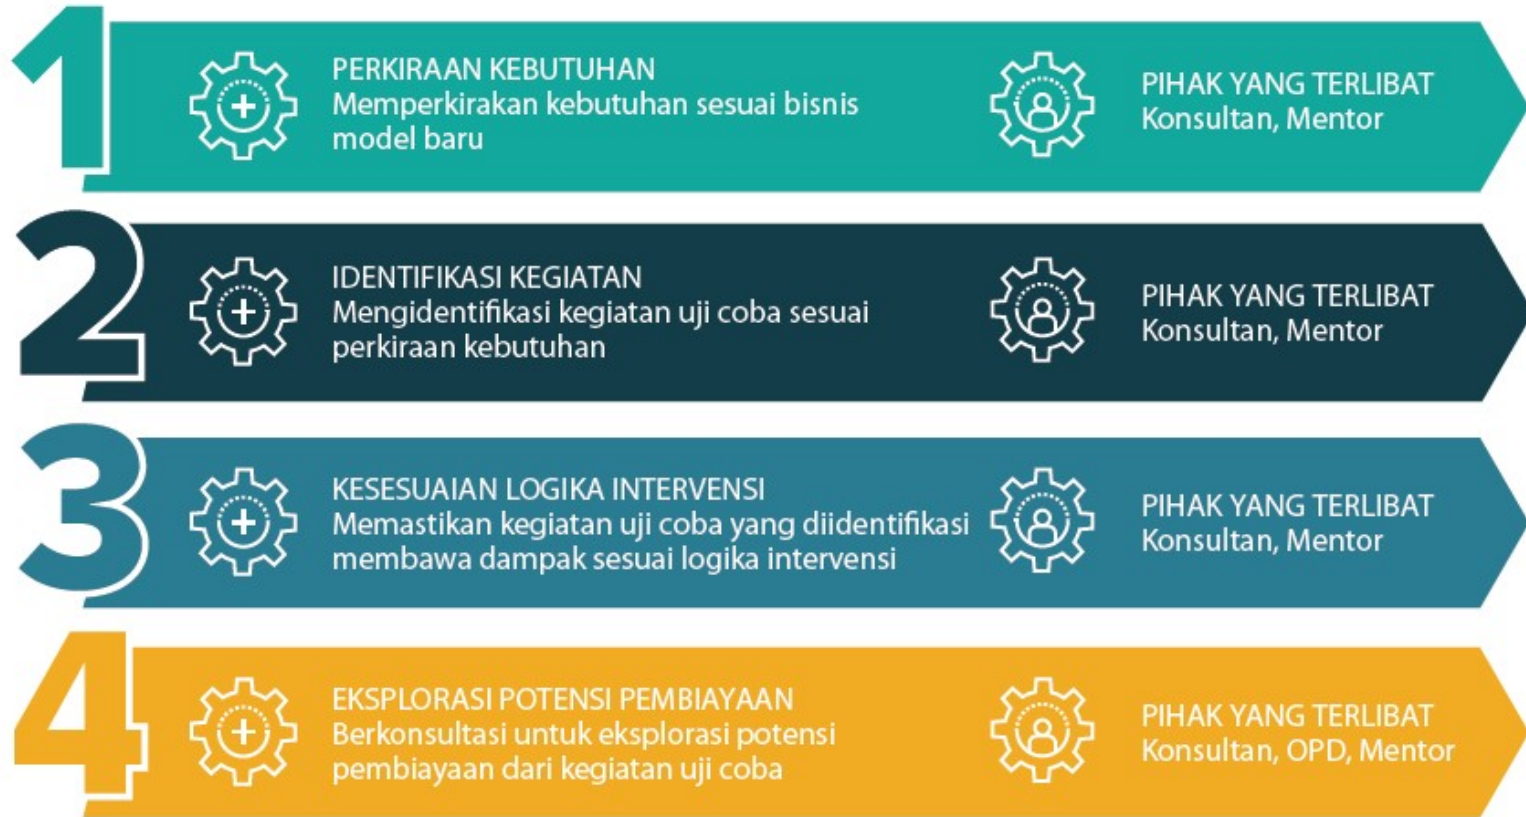 1
PERKIRAAN KEBUTUHAN
Memperkirakan kebutuhan sesuai bisnis
model baru
PIHAK YANG TERLIBAT
Konsultan, Mentor
2
IDENTIFIKASI KEGIATAN
Mengidentifikasi kegiatan uji coba sesuai
perkiraan kebutuhan
PIHAK YANG TERLIBAT
Konsultan, Mentor
3
KESESUAIAN LOGIKA INTERVENSI
Memastikan kegiatan uji coba yang diidentifikasi
membawa dampak sesuai logika intervensi
PIHAK YANG TERLIBAT
Konsultan, Mentor
4
EKSPLORASI POTENSI PEMBIAYAAN
Berkonsultasi untuk eksplorasi potensi
pembiayaan dari kegiatan uji coba
PIHAK YANG TERLIBAT
Konsultan, OPD, Mentor